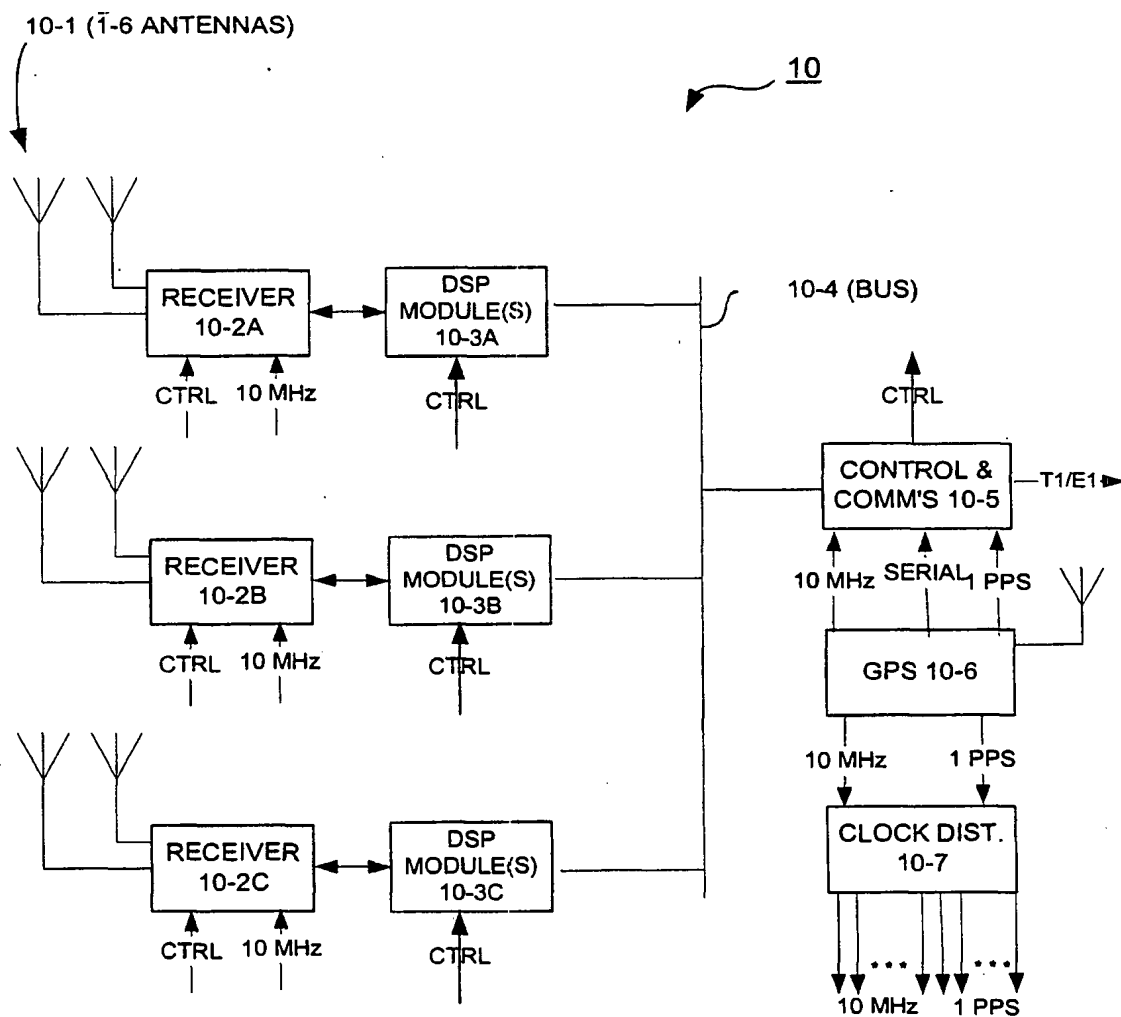 10-1 (1-6 ANTENNAS)
10
RECEIVER
10-2A
DSP
MODULE(S)
10-3A
10-4 (BUS)
CTRL
10 MHz
CTRL
CTRL
CONTROL &
COMM'S 10-5
T1/E1
RECEIVER
10-2B
DSP
MODULE(S)
10-3B
10 MHz
SERIAL
1 PPS
CTRL
10 MHz
CTRL
GPS 10-6
10 MHz
1 PPS
RECEIVER
10-2C
DSP
MODULE(S)
10-3C
CLOCK DIST.
10-7
CTRL
10 MHz
CTRL
***
***
10 MHz
1 PPS